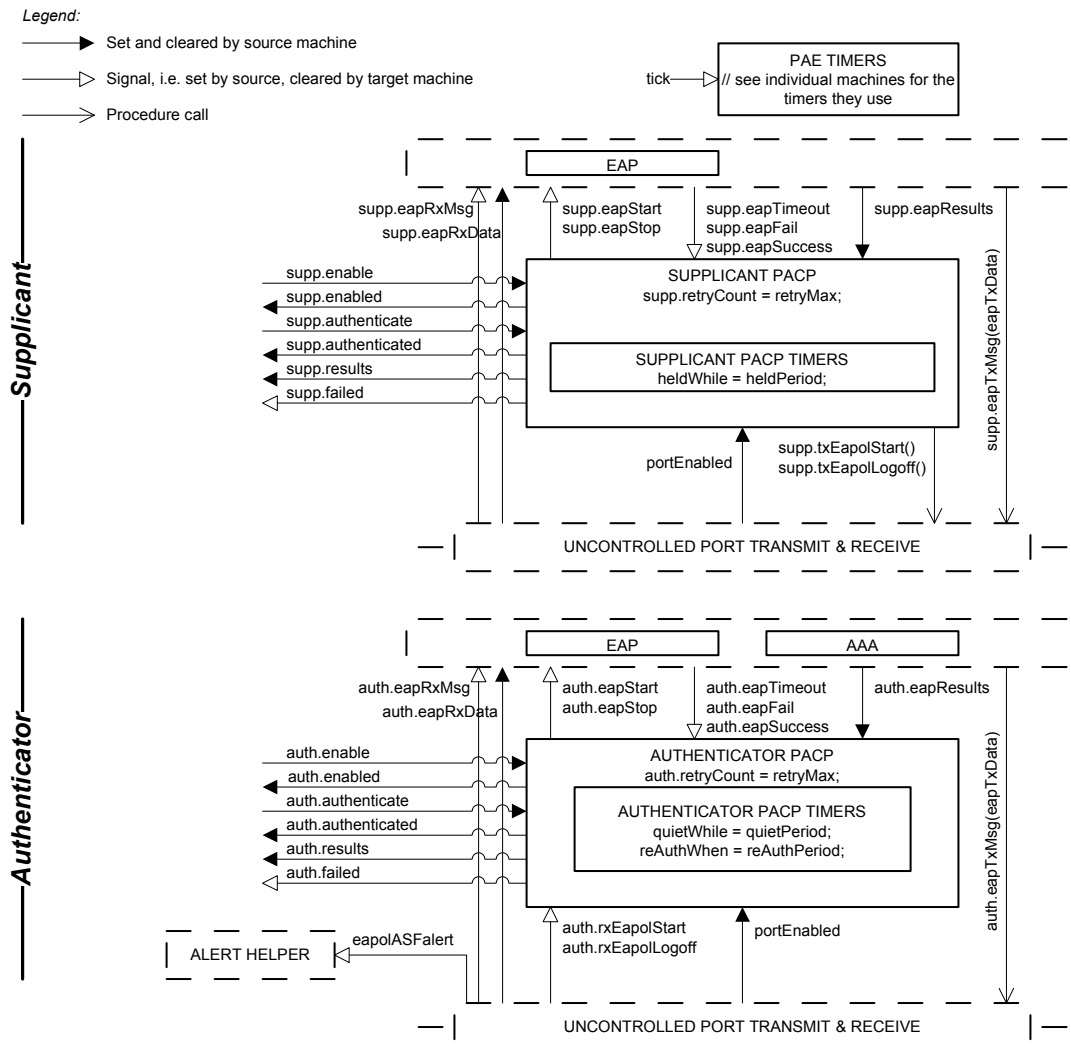 Legend:
Set and cleared by source machine
Signal, i.e. set by source, cleared by target machine
Procedure call
tick
PAE TIMERS
// see individual machines for the
timers they use
Supplicant
EAP
supp.eapRxMsg
supp.eapRxData
supp.eapStart
supp.eapStop
supp.eapTimeout
supp.eapFail
supp.eapSuccess
supp.eapResults
supp.eapTxMsg(eapTxData)
supp.enable
supp.enabled
supp.authenticate
supp.authenticated
supp.results
supp.failed
SUPPLICANT PACP
supp.retryCount = retryMax;
SUPPLICANT PACP TIMERS
heldWhile = heldPeriod;
portEnabled
supp.txEapolStart()
supp.txEapolLogoff()
UNCONTROLLED PORT TRANSMIT & RECEIVE
Authenticator
EAP
AAA
auth.eapRxMsg
auth.eapRxData
auth.eapStart
auth.eapStop
auth.eapTimeout
auth.eapFail
auth.eapSuccess
auth.eapResults
auth.eapTxMsg(eapTxData)
auth.enable
auth.enabled
auth.authenticate
auth.authenticated
auth.results
auth.failed
AUTHENTICATOR PACP
auth.retryCount = retryMax;
AUTHENTICATOR PACP TIMERS
quietWhile = quietPeriod;
reAuthWhen = reAuthPeriod;
ALERT HELPER
eapolASFalert
auth.rxEapolStart
auth.rxEapolLogoff
portEnabled
UNCONTROLLED PORT TRANSMIT & RECEIVE